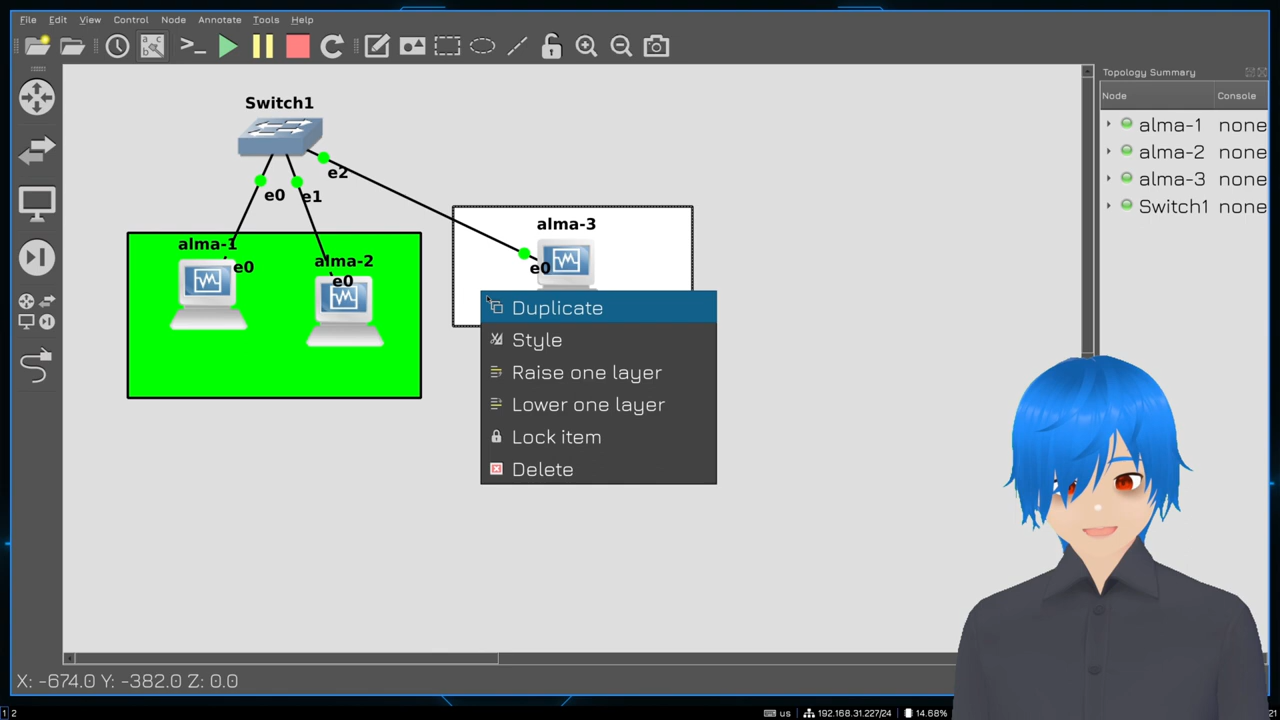 File Edit View Control Node Annotate Tools Help
a c
b
Topology Summary
Node Console
alma-1 none
alma-2 none
alma-3 none
Switch1 none
Switch1
e2
e0 e1
alma-3
e0
alma-1
e0
alma-2
e0
Duplicate
Style
Raise one layer
Lower one layer
Lock item
Delete
X: -674.0 Y: -382.0 Z: 0.0
1 2 us 192.168.31.227/24 14.68% 21